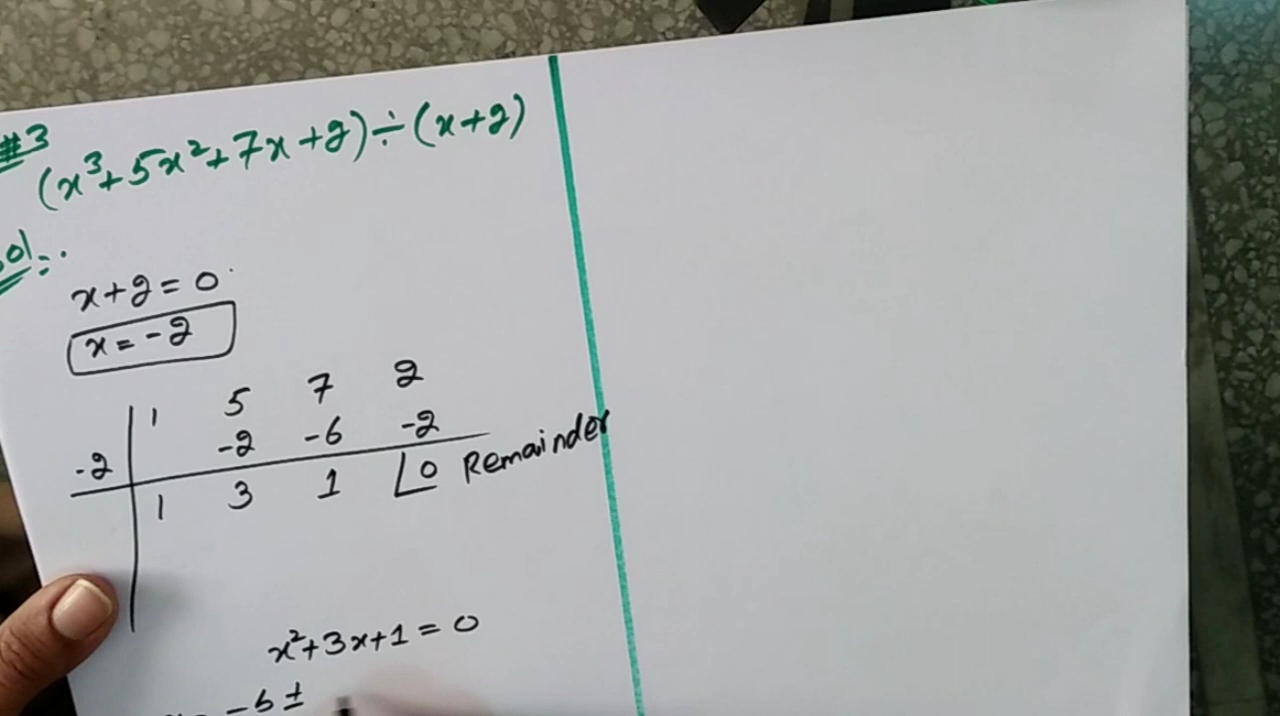 #3
(x³+5x²+7x+2)÷(x+2)
Sol:-
x+2=0
x=-2
1 5 7 2
-2 -2 -6 -2
1 3 1 0 Remainder
x²+3x+1=0
-b±